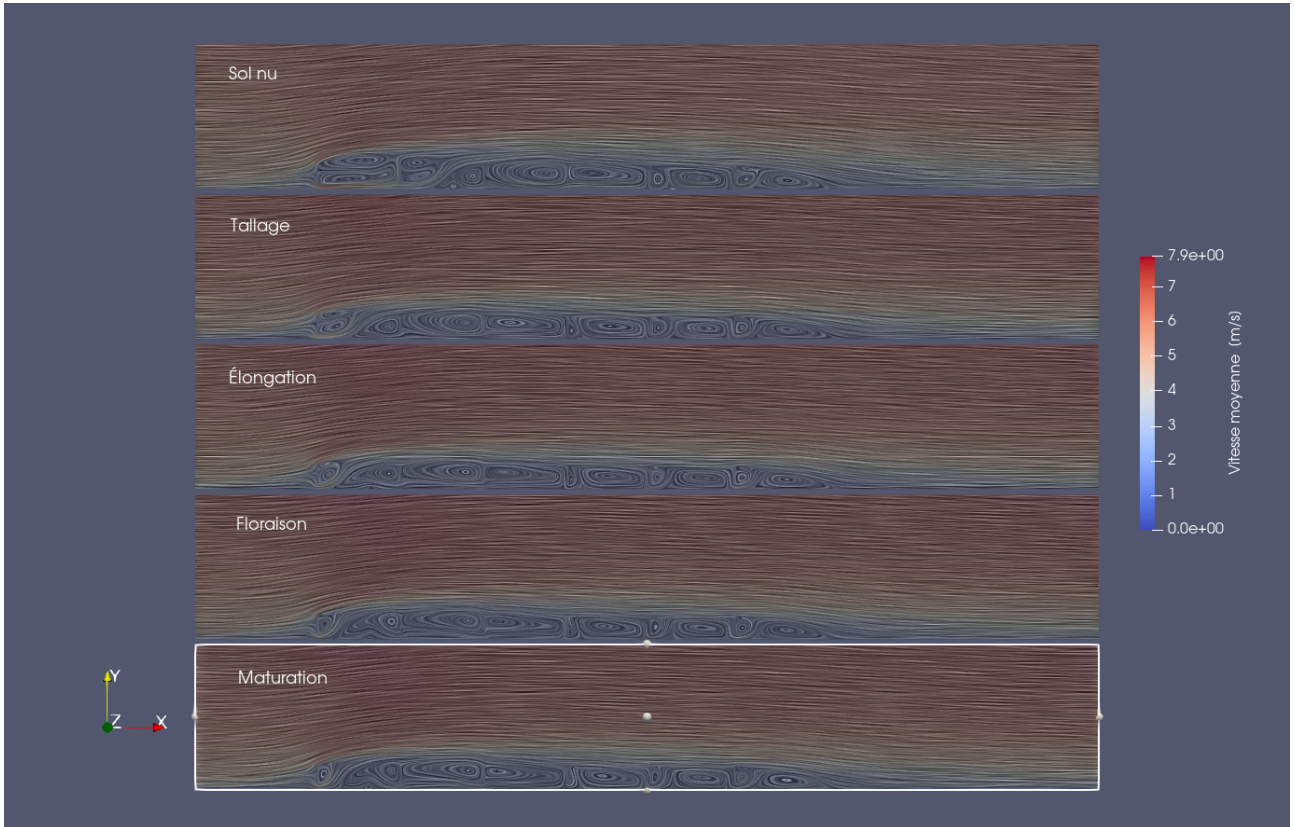 Sol nu
Tallage
Élongation
Floraison
Maturation
7.9e+00
7
6
5
4
3
2
1
0.0e+00
Vitesse moyenne (m/s)
Y
Z
X